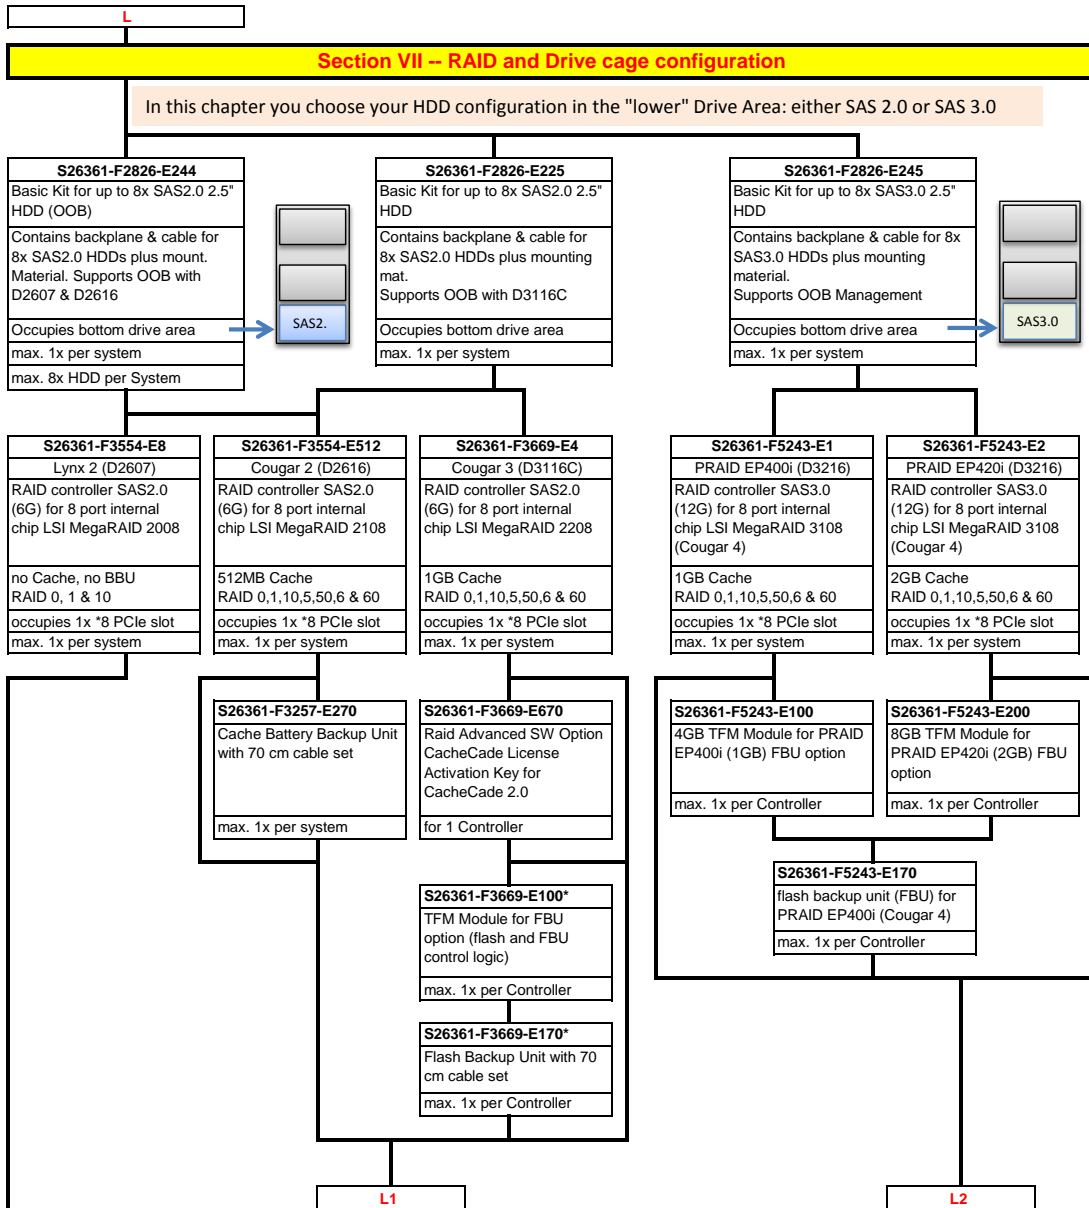 L
Section VII -- RAID and Drive cage configuration
In this chapter you choose your HDD configuration in the "lower" Drive Area: either SAS 2.0 or SAS 3.0
S26361-F2826-E244
Basic Kit for up to 8x SAS2.0 2.5"
HDD (OOB)
Contains backplane & cable for
8x SAS2.0 HDDs plus mount.
Material. Supports OOB with
D2607 & D2616
Occupies bottom drive area
max. 1x per system
max. 8x HDD per System
SAS2.
S26361-F2826-E225
Basic Kit for up to 8x SAS2.0 2.5"
HDD
Contains backplane & cable for
8x SAS2.0 HDDs plus mounting
mat.
Supports OOB with D3116C
Occupies bottom drive area
max. 1x per system
S26361-F2826-E245
Basic Kit for up to 8x SAS3.0 2.5"
HDD
Contains backplane & cable for 8x
SAS3.0 HDDs plus mounting
material.
Supports OOB Management
Occupies bottom drive area
max. 1x per system
SAS3.0
S26361-F3554-E8
Lynx 2 (D2607)
RAID controller SAS2.0
(6G) for 8 port internal
chip LSI MegaRAID 2008
no Cache, no BBU
RAID 0, 1 & 10
occupies 1x *8 PCIe slot
max. 1x per system
S26361-F3554-E512
Cougar 2 (D2616)
RAID controller SAS2.0
(6G) for 8 port internal
chip LSI MegaRAID 2108
512MB Cache
RAID 0,1,10,5,50,6 & 60
occupies 1x *8 PCIe slot
max. 1x per system
S26361-F3669-E4
Cougar 3 (D3116C)
RAID controller SAS2.0
(6G) for 8 port internal
chip LSI MegaRAID 2208
1GB Cache
RAID 0,1,10,5,50,6 & 60
occupies 1x *8 PCIe slot
max. 1x per system
S26361-F5243-E1
PRAID EP400i (D3216)
RAID controller SAS3.0
(12G) for 8 port internal
chip LSI MegaRAID 3108
(Cougar 4)
1GB Cache
RAID 0,1,10,5,50,6 & 60
occupies 1x *8 PCIe slot
max. 1x per system
S26361-F5243-E2
PRAID EP420i (D3216)
RAID controller SAS3.0
(12G) for 8 port internal
chip LSI MegaRAID 3108
(Cougar 4)
2GB Cache
RAID 0,1,10,5,50,6 & 60
occupies 1x *8 PCIe slot
max. 1x per system
S26361-F3257-E270
Cache Battery Backup Unit
with 70 cm cable set
max. 1x per system
S26361-F3669-E670
Raid Advanced SW Option
CacheCade License
Activation Key for
CacheCade 2.0
for 1 Controller
S26361-F5243-E100
4GB TFM Module for PRAID
EP400i (1GB) FBU option
max. 1x per Controller
S26361-F5243-E200
8GB TFM Module for
PRAID EP420i (2GB) FBU
option
max. 1x per Controller
S26361-F3669-E100*
TFM Module for FBU
option (flash and FBU
control logic)
max. 1x per Controller
S26361-F5243-E170
flash backup unit (FBU) for
PRAID EP400i (Cougar 4)
max. 1x per Controller
S26361-F3669-E170*
Flash Backup Unit with 70
cm cable set
max. 1x per Controller
L1
L2